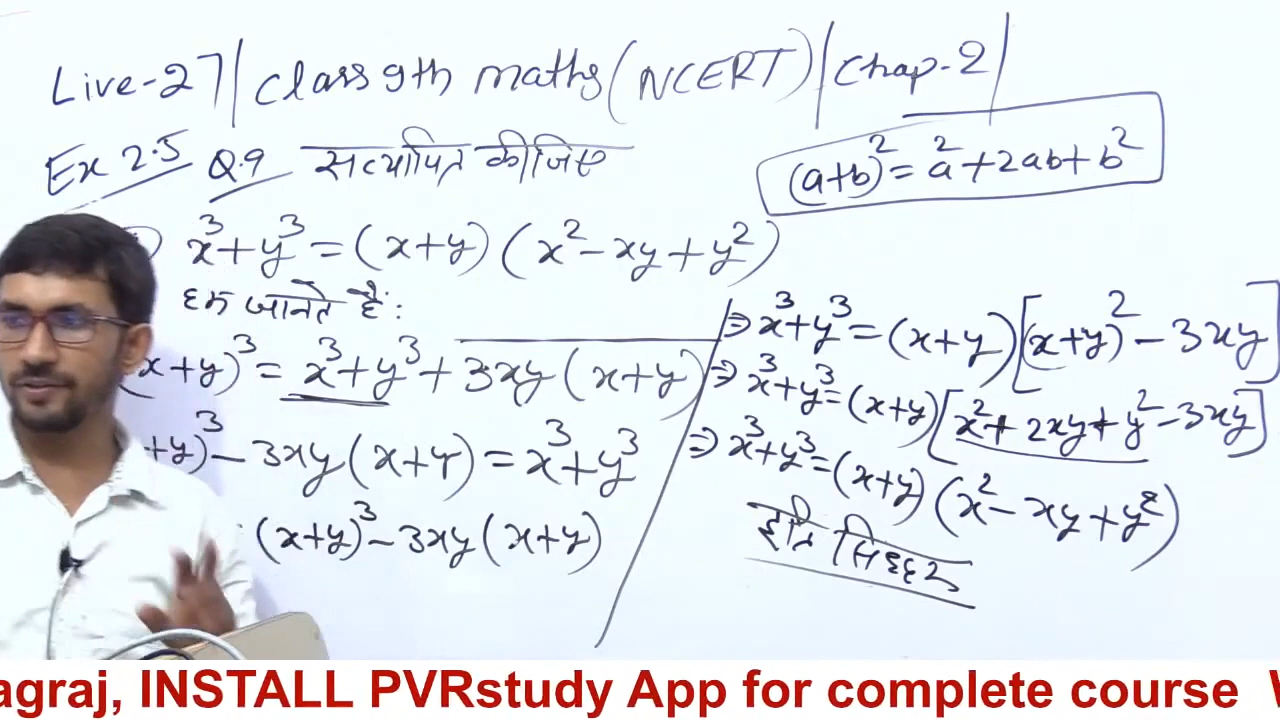 Live-27 | Class 9th maths (NCERT) | Chap-2 |
Ex 2.5 Q.9 सत्यापित कीजिए
(a+b)² = a² + 2ab + b²
x³ + y³ = (x+y) (x² - xy + y²)
हम जानते हैं:
x+y)³ = x³ + y³ + 3xy (x+y)
+y)³ - 3xy (x+y) = x³ + y³
(x+y)³ - 3xy (x+y)
⇒ x³ + y³ = (x+y) [(x+y)² - 3xy]
⇒ x³ + y³ = (x+y) [x² + 2xy + y² - 3xy]
⇒ x³ + y³ = (x+y) (x² - xy + y²)
इति सिद्धम्
agraj, INSTALL PVRstudy App for complete course W